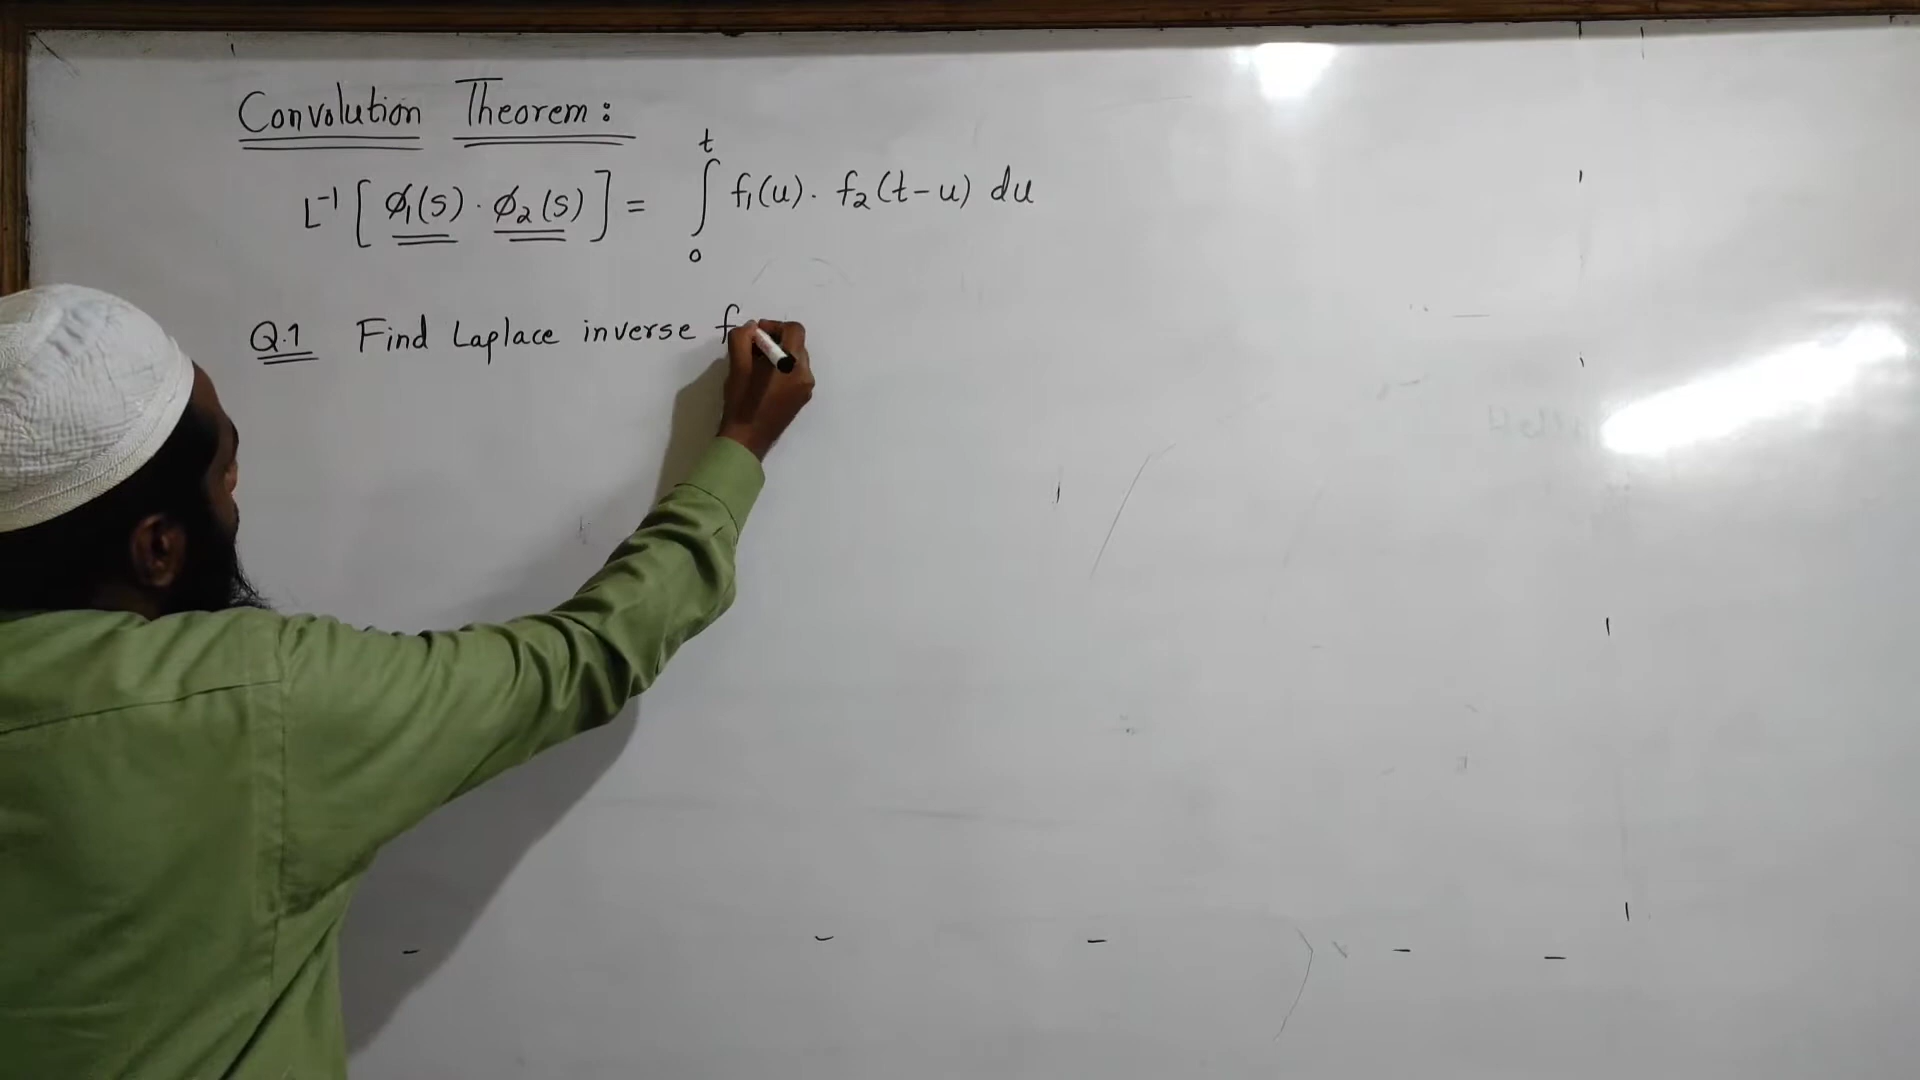 Convolution Theorem:
L⁻¹ [ ϕ₁(s) · ϕ₂(s) ] = ∫₀ᵗ f₁(u) · f₂(t-u) du
Q.1 Find Laplace inverse f